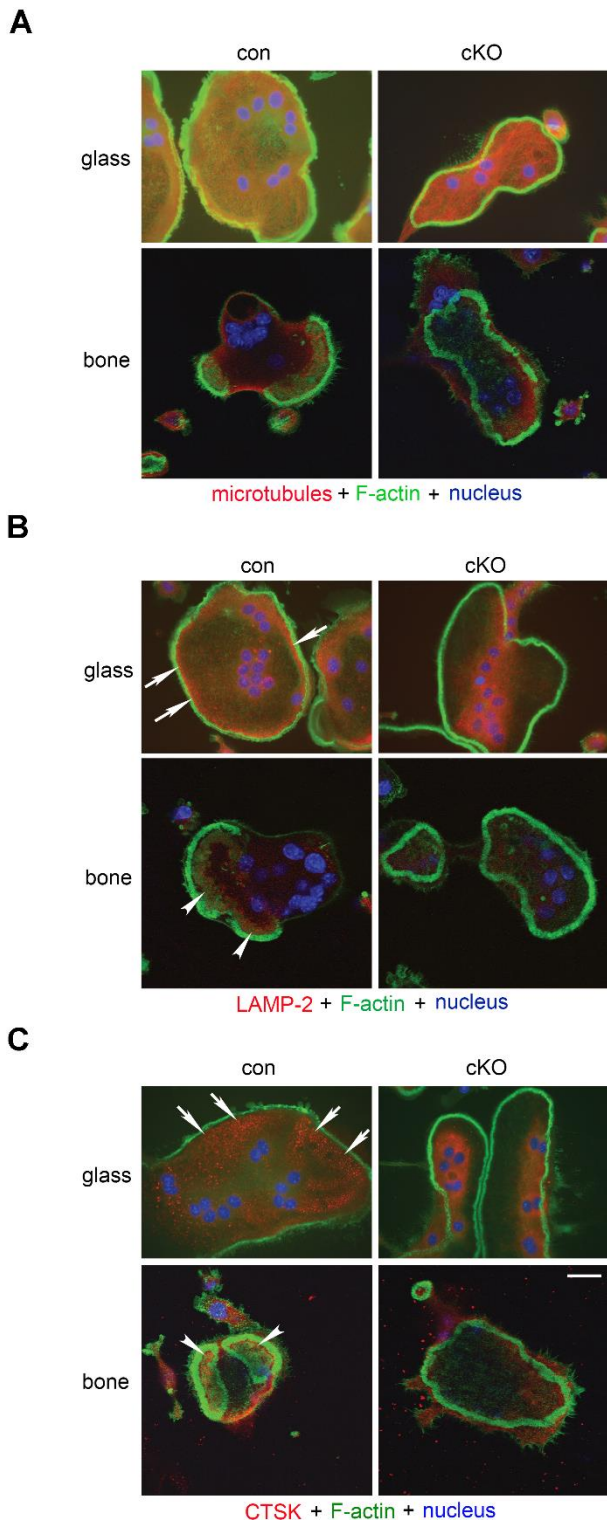 A
con cKO
glass
bone
microtubules + F-actin + nucleus
B
con cKO
glass
bone
LAMP-2 + F-actin + nucleus
C
con cKO
glass
bone
CTSK + F-actin + nucleus